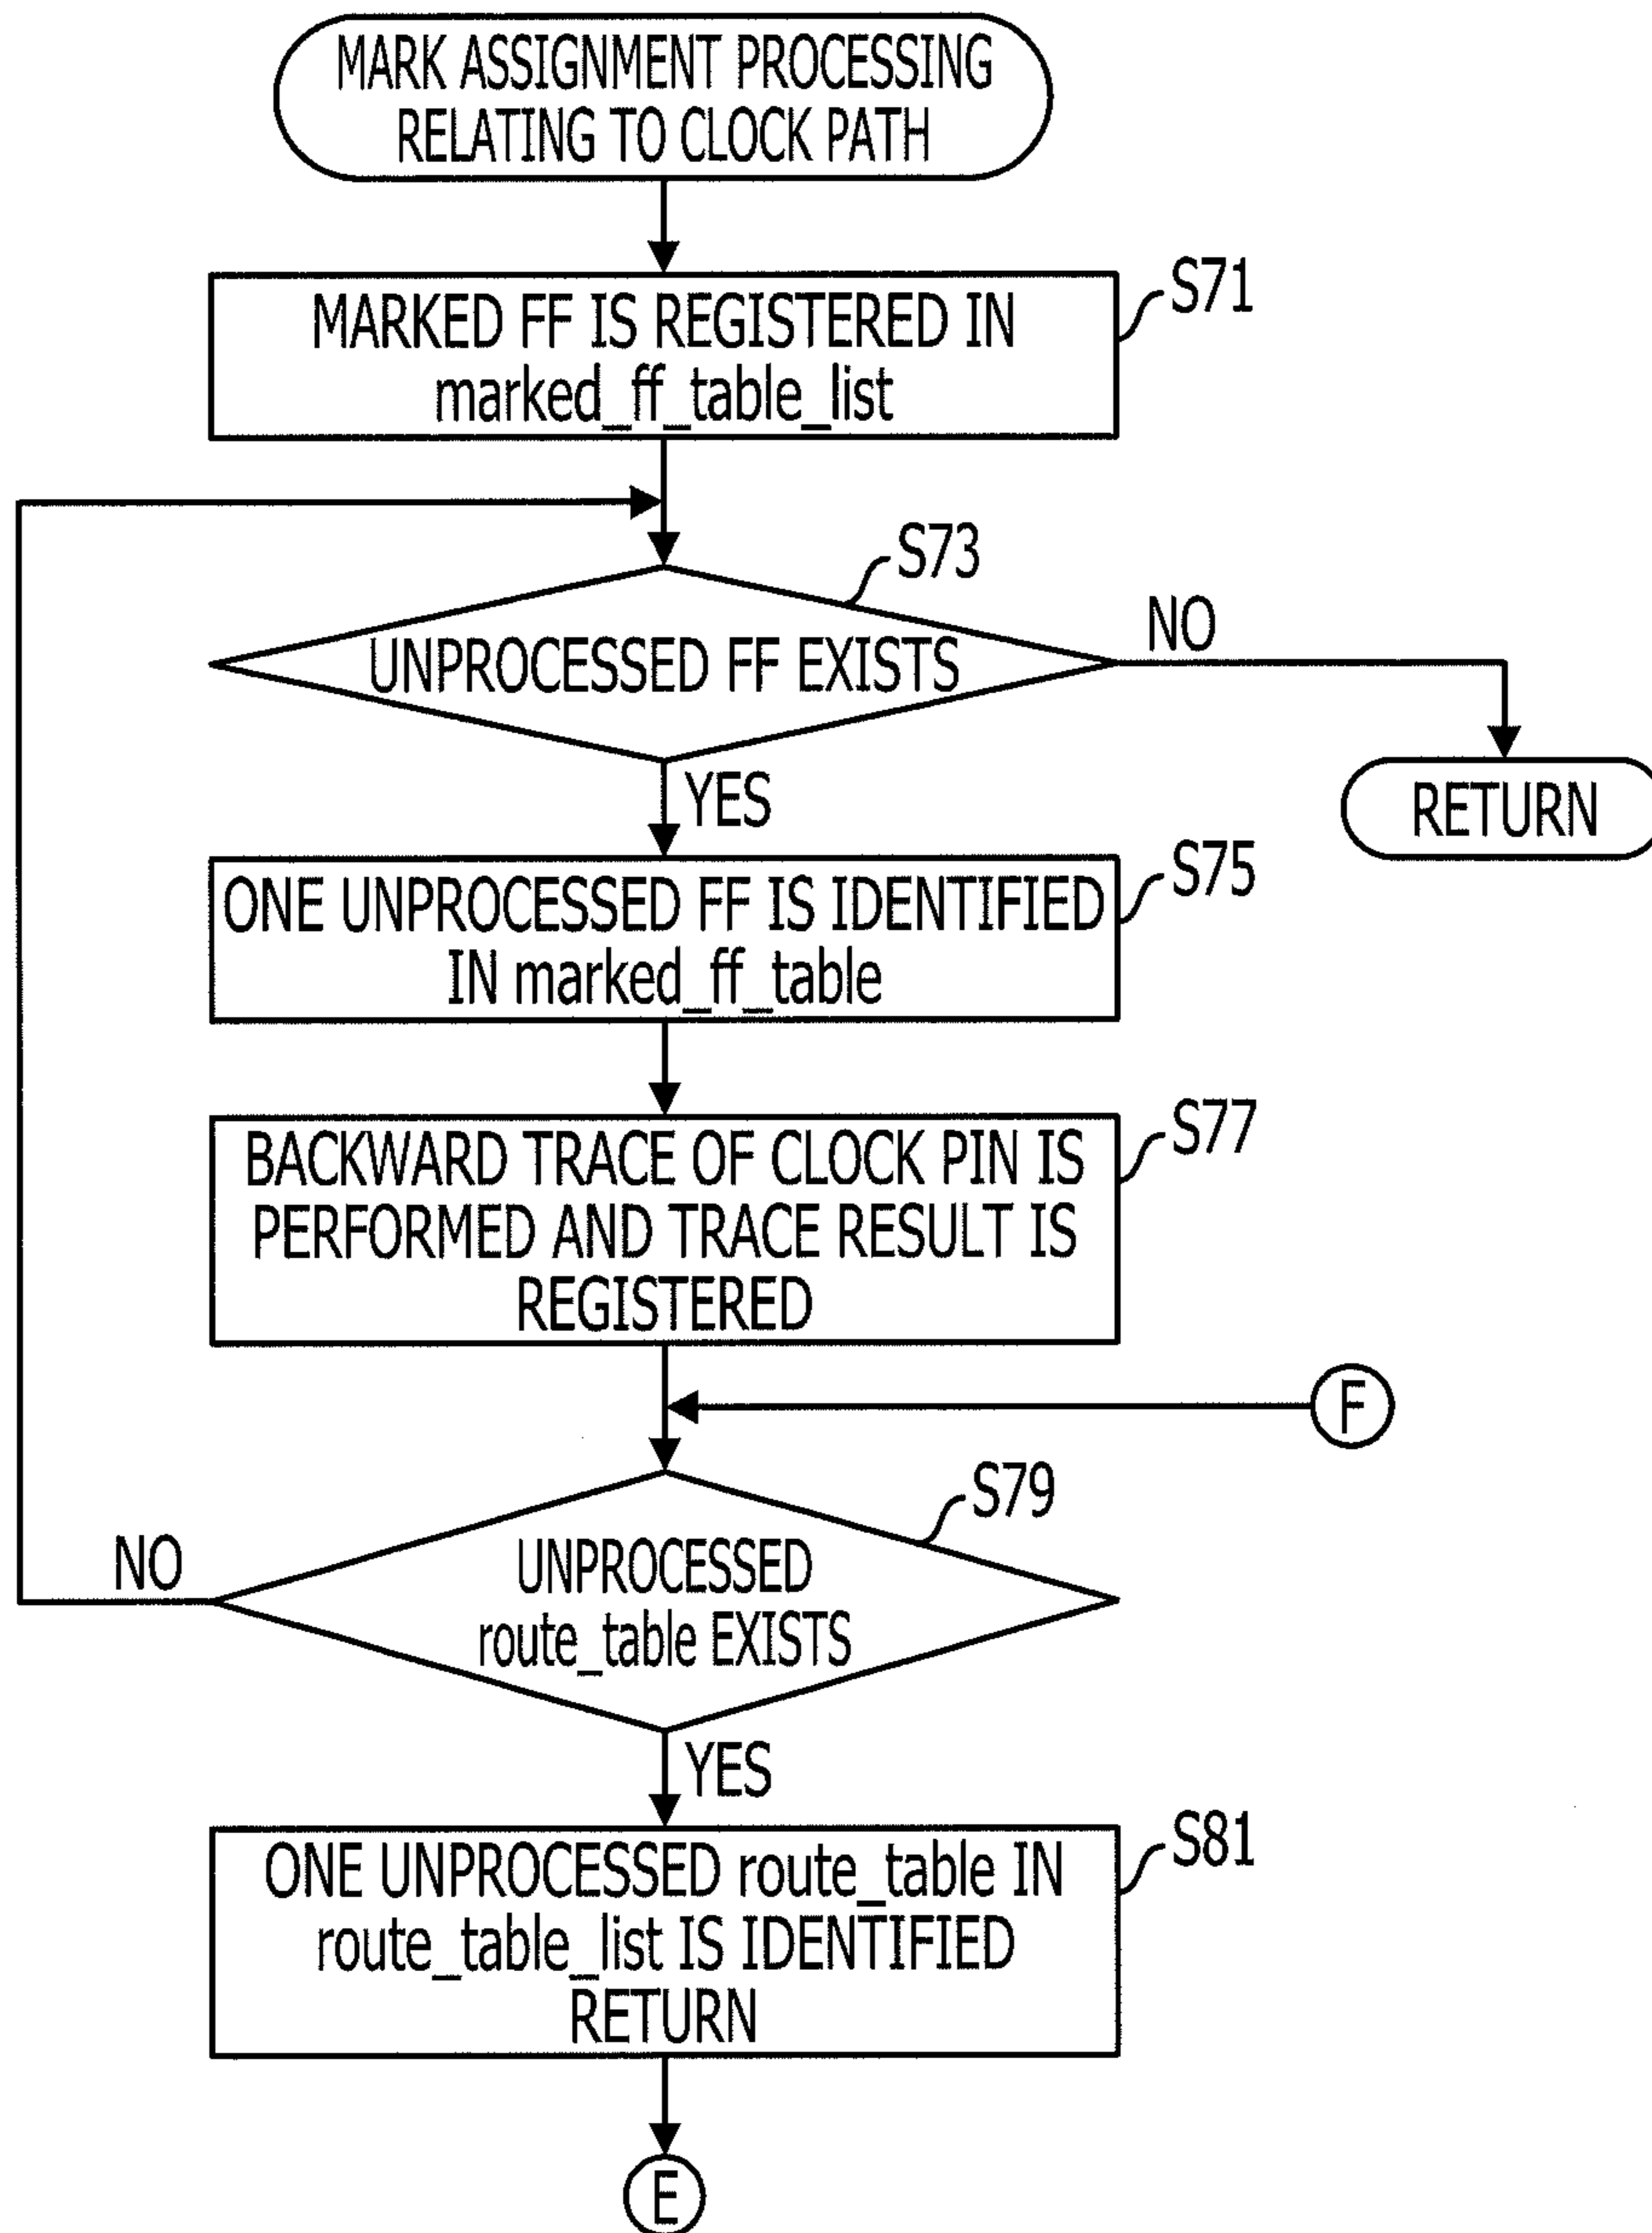 MARK ASSIGNMENT PROCESSING
RELATING TO CLOCK PATH
S71
MARKED FF IS REGISTERED IN
marked_ff_table_list
S73
UNPROCESSED FF EXISTS
NO
YES
RETURN
S75
ONE UNPROCESSED FF IS IDENTIFIED
IN marked_ff_table
S77
BACKWARD TRACE OF CLOCK PIN IS
PERFORMED AND TRACE RESULT IS
REGISTERED
F
S79
NO
UNPROCESSED
route_table EXISTS
YES
S81
ONE UNPROCESSED route_table IN
route_table_list IS IDENTIFIED
RETURN
E